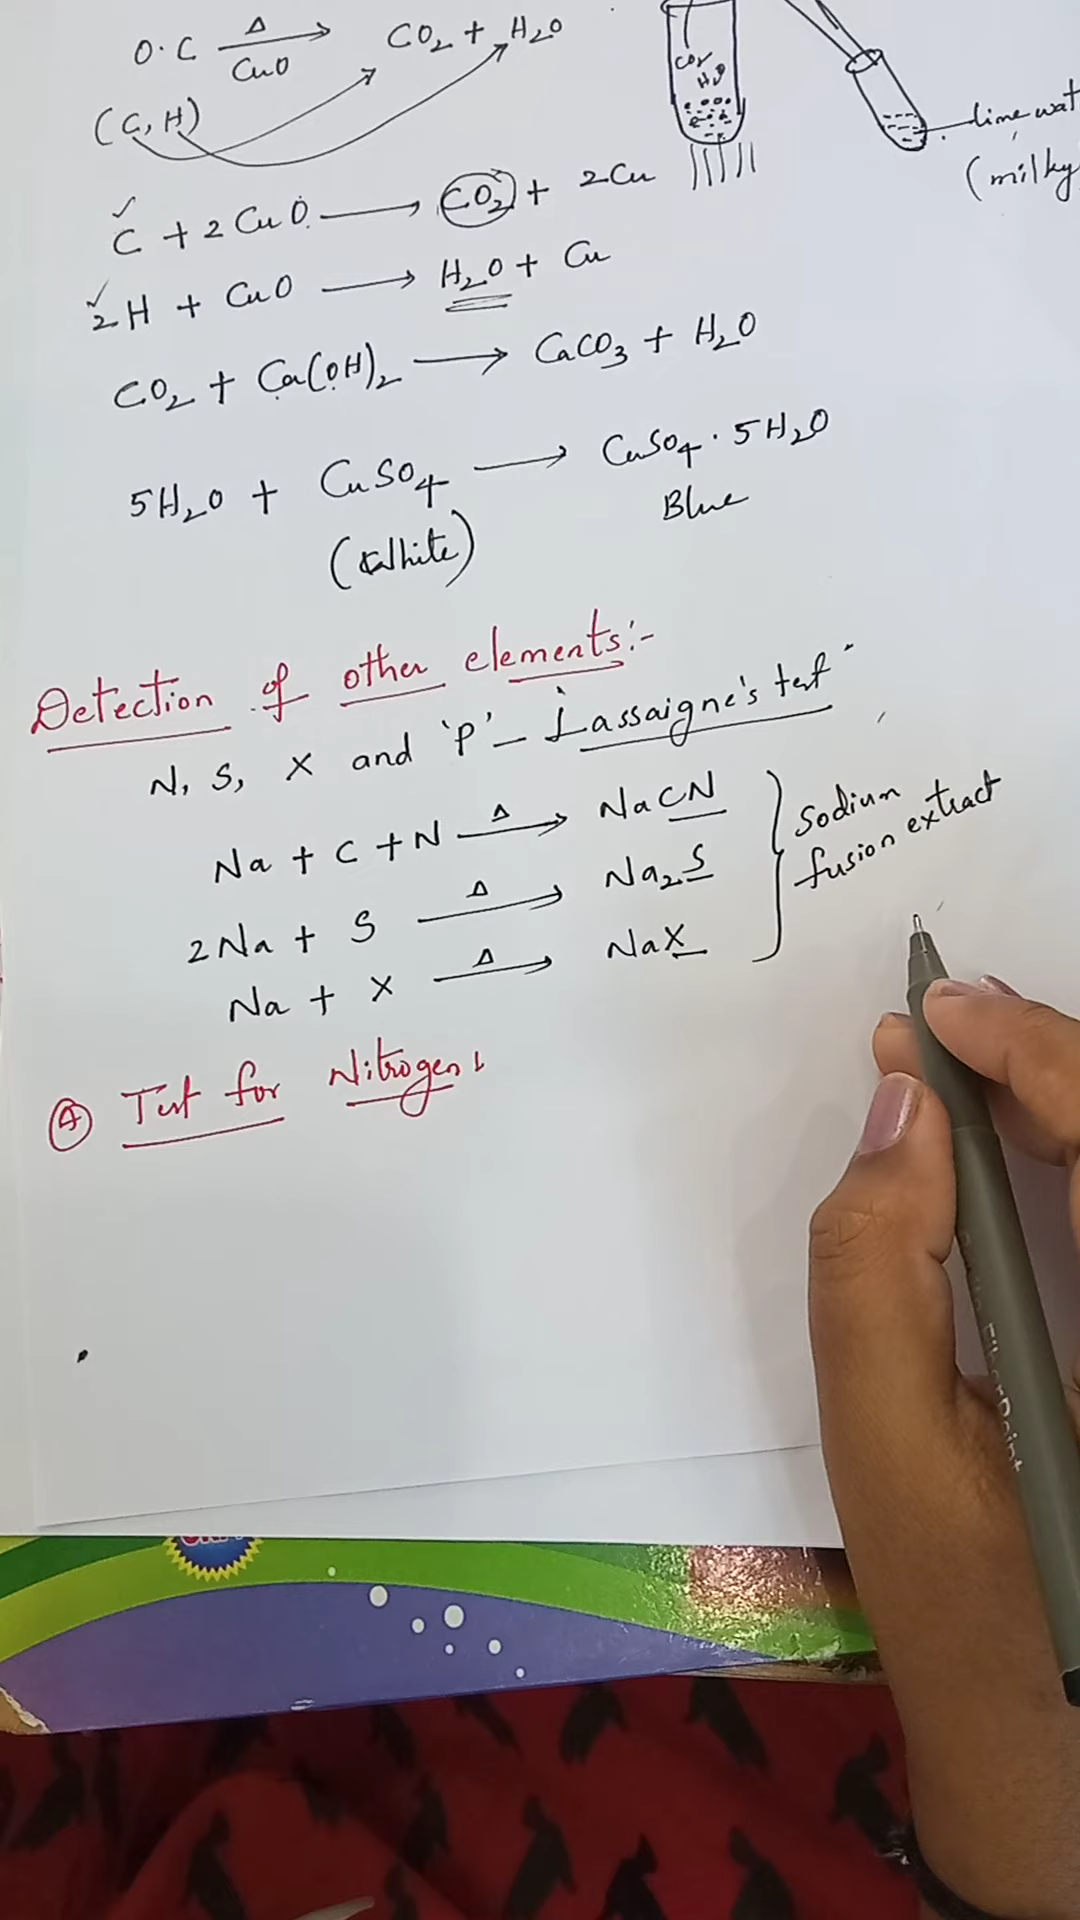 O.C —Δ/CuO→ CO₂ + H₂O
(C, H)
CO₂
H₂O
lime wat
(milky
C + 2CuO → CO₂ + 2Cu
2H + CuO → H₂O + Cu
CO₂ + Ca(OH)₂ → CaCO₃ + H₂O
5H₂O + CuSO₄ → CuSO₄ · 5H₂O
(White) Blue
Detection of other elements:-
N, S, X and 'P' - Lassaigne's test
Na + C + N —Δ→ NaCN
2Na + S —Δ→ Na₂S
Na + X —Δ→ NaX
Sodium
fusion extract
Ⓐ Test for Nitrogen